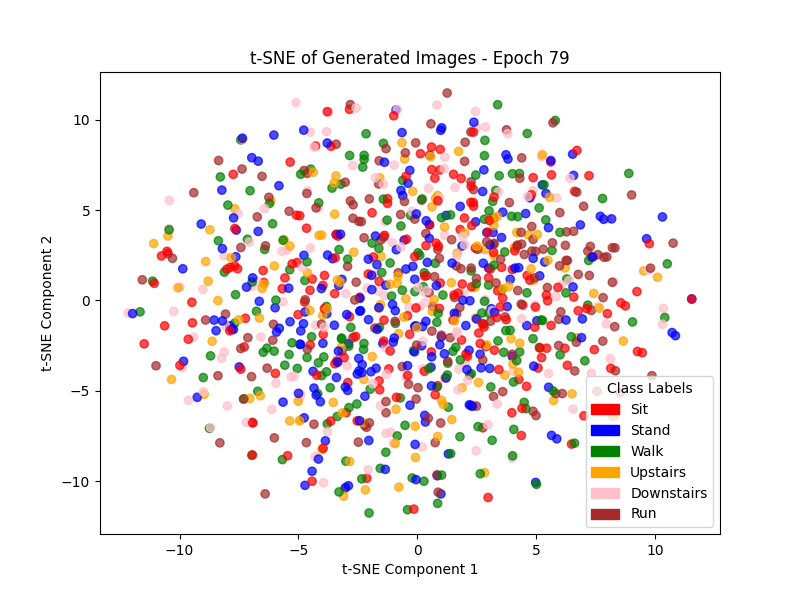 t-SNE of Generated Images - Epoch 79
t-SNE Component 2
10
5
0
−5
−10
Class Labels
Sit
Stand
Walk
Upstairs
Downstairs
Run
−10
−5
0
5
10
t-SNE Component 1